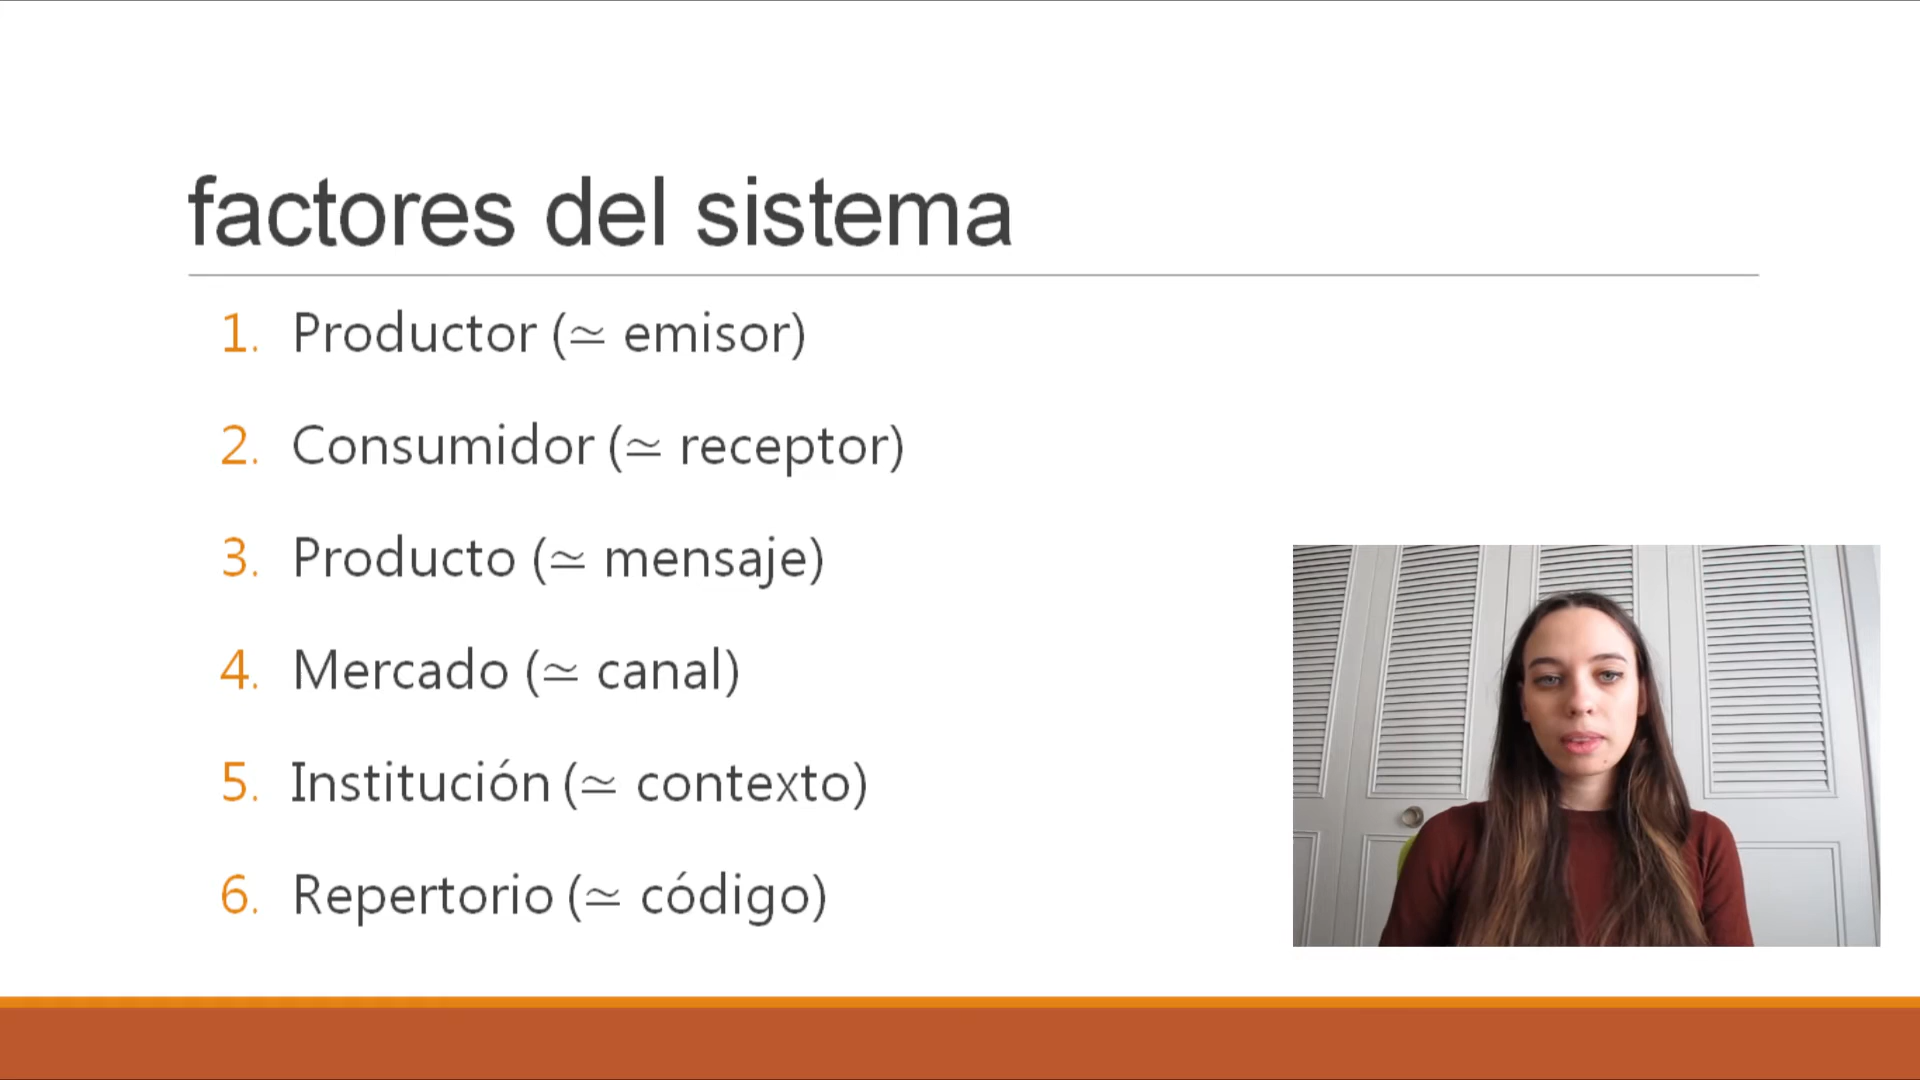 factores del sistema
1. Productor (≃ emisor)
2. Consumidor (≃ receptor)
3. Producto (≃ mensaje)
4. Mercado (≃ canal)
5. Institución (≃ contexto)
6. Repertorio (≃ código)